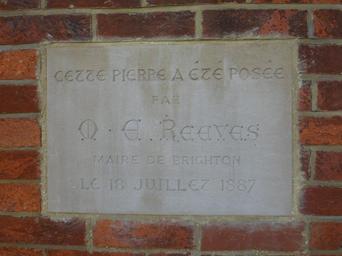 CETTE PIERRE A ÉTÉ POSÉE
PAR
M. E. REEVES
MAIRE DE BRIGHTON
LE 18 JUILLET 1887